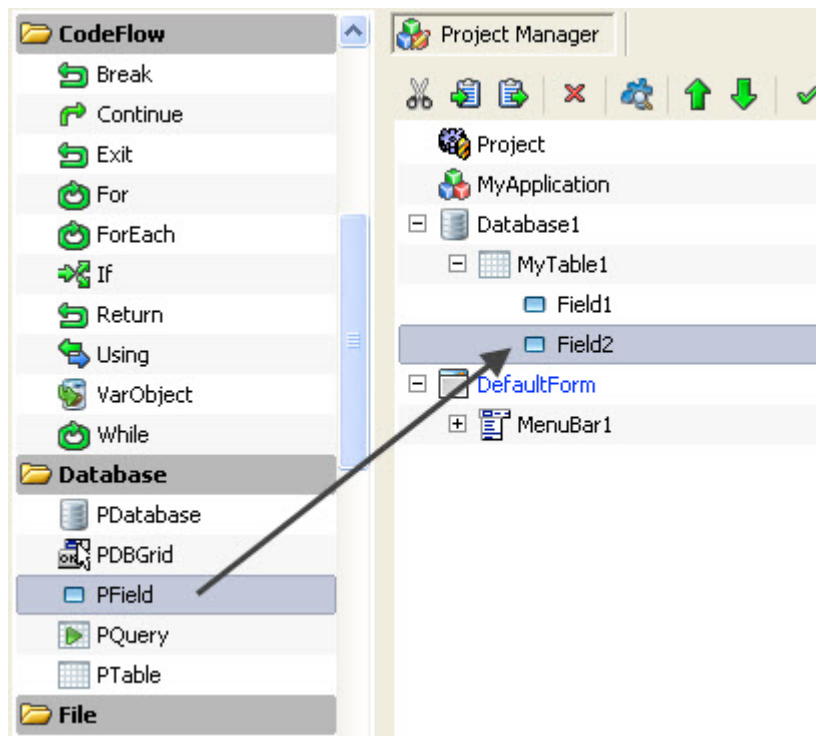 CodeFlow
Break
Continue
Exit
For
ForEach
If
Return
Using
VarObject
While
Database
PDatabase
PDBGrid
PField
PQuery
PTable
File
Project Manager
Project
MyApplication
Database1
MyTable1
Field1
Field2
DefaultForm
MenuBar1